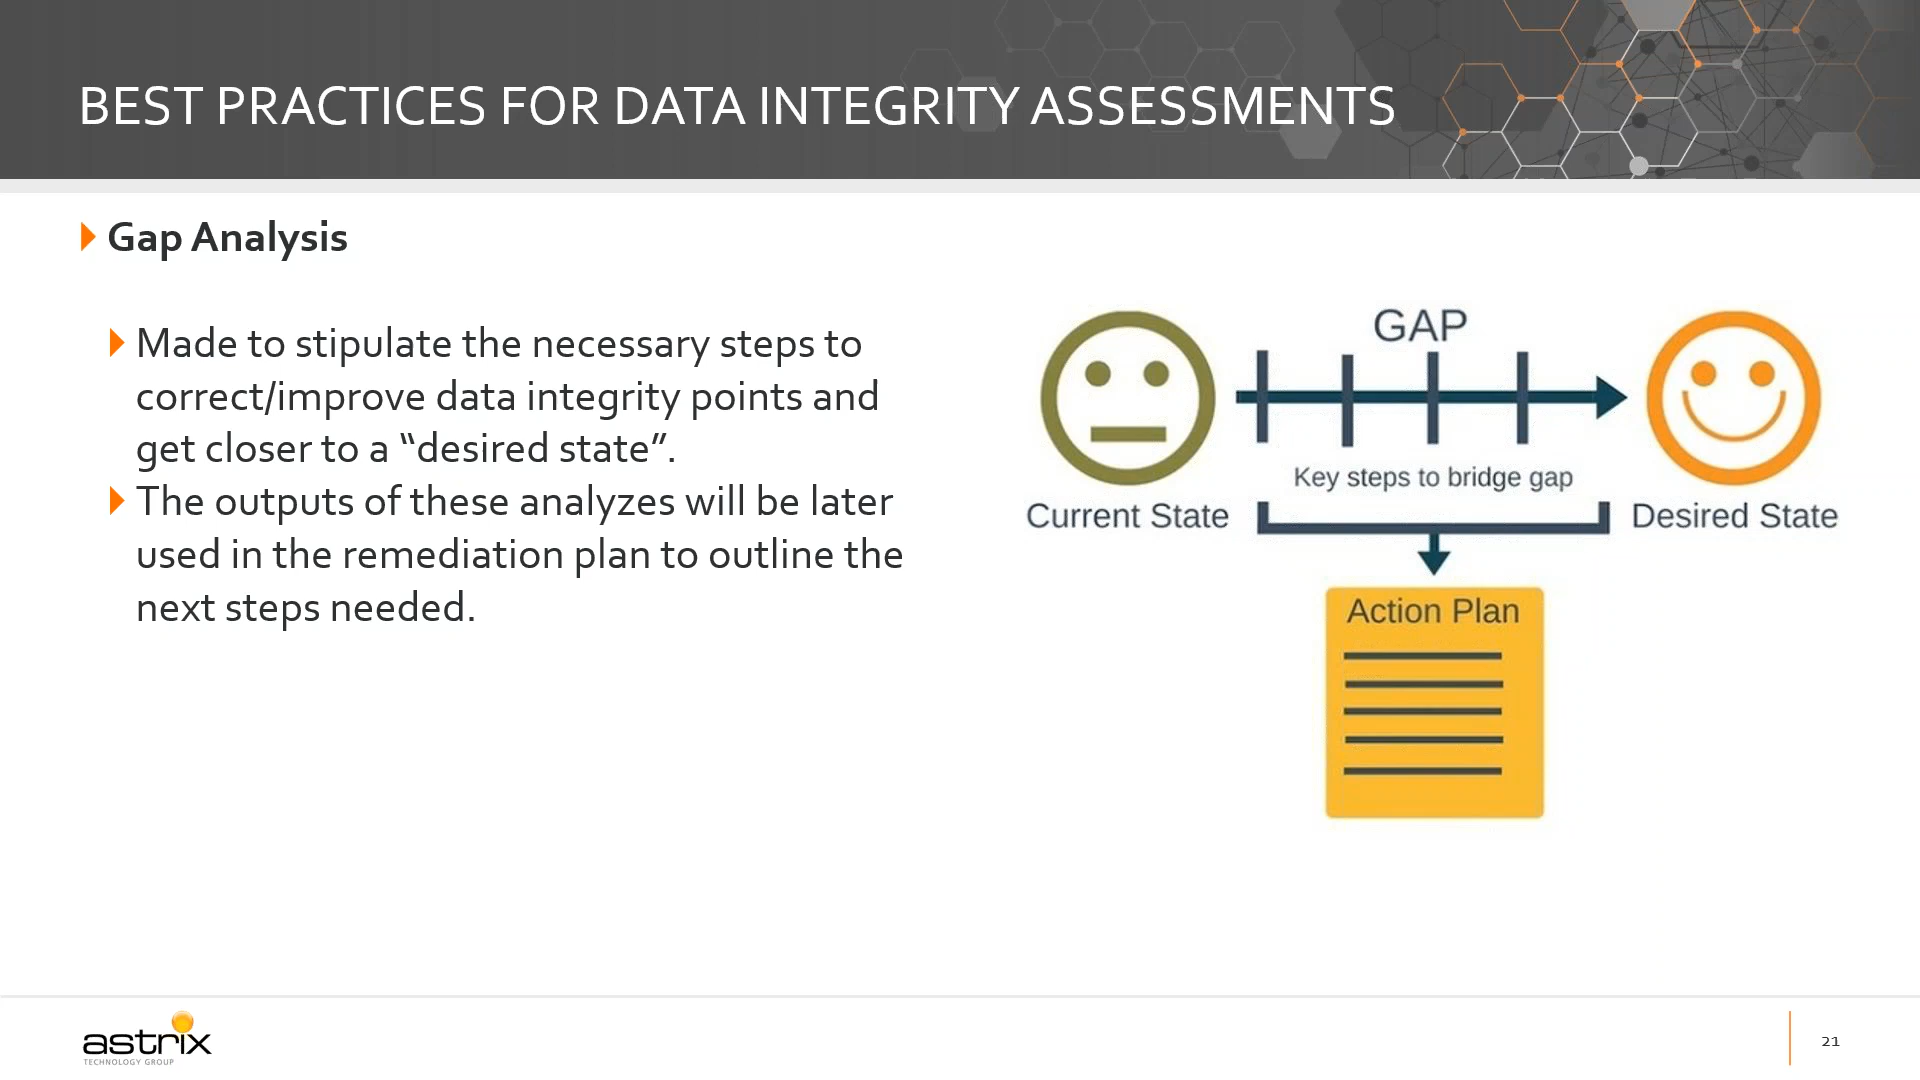 BEST PRACTICES FOR DATA INTEGRITY ASSESSMENTS
Gap Analysis
Made to stipulate the necessary steps to
correct/improve data integrity points and
get closer to a “desired state”.
The outputs of these analyzes will be later
used in the remediation plan to outline the
next steps needed.
GAP
Key steps to bridge gap
Current State
Desired State
Action Plan
astrix
TECHNOLOGY GROUP
21